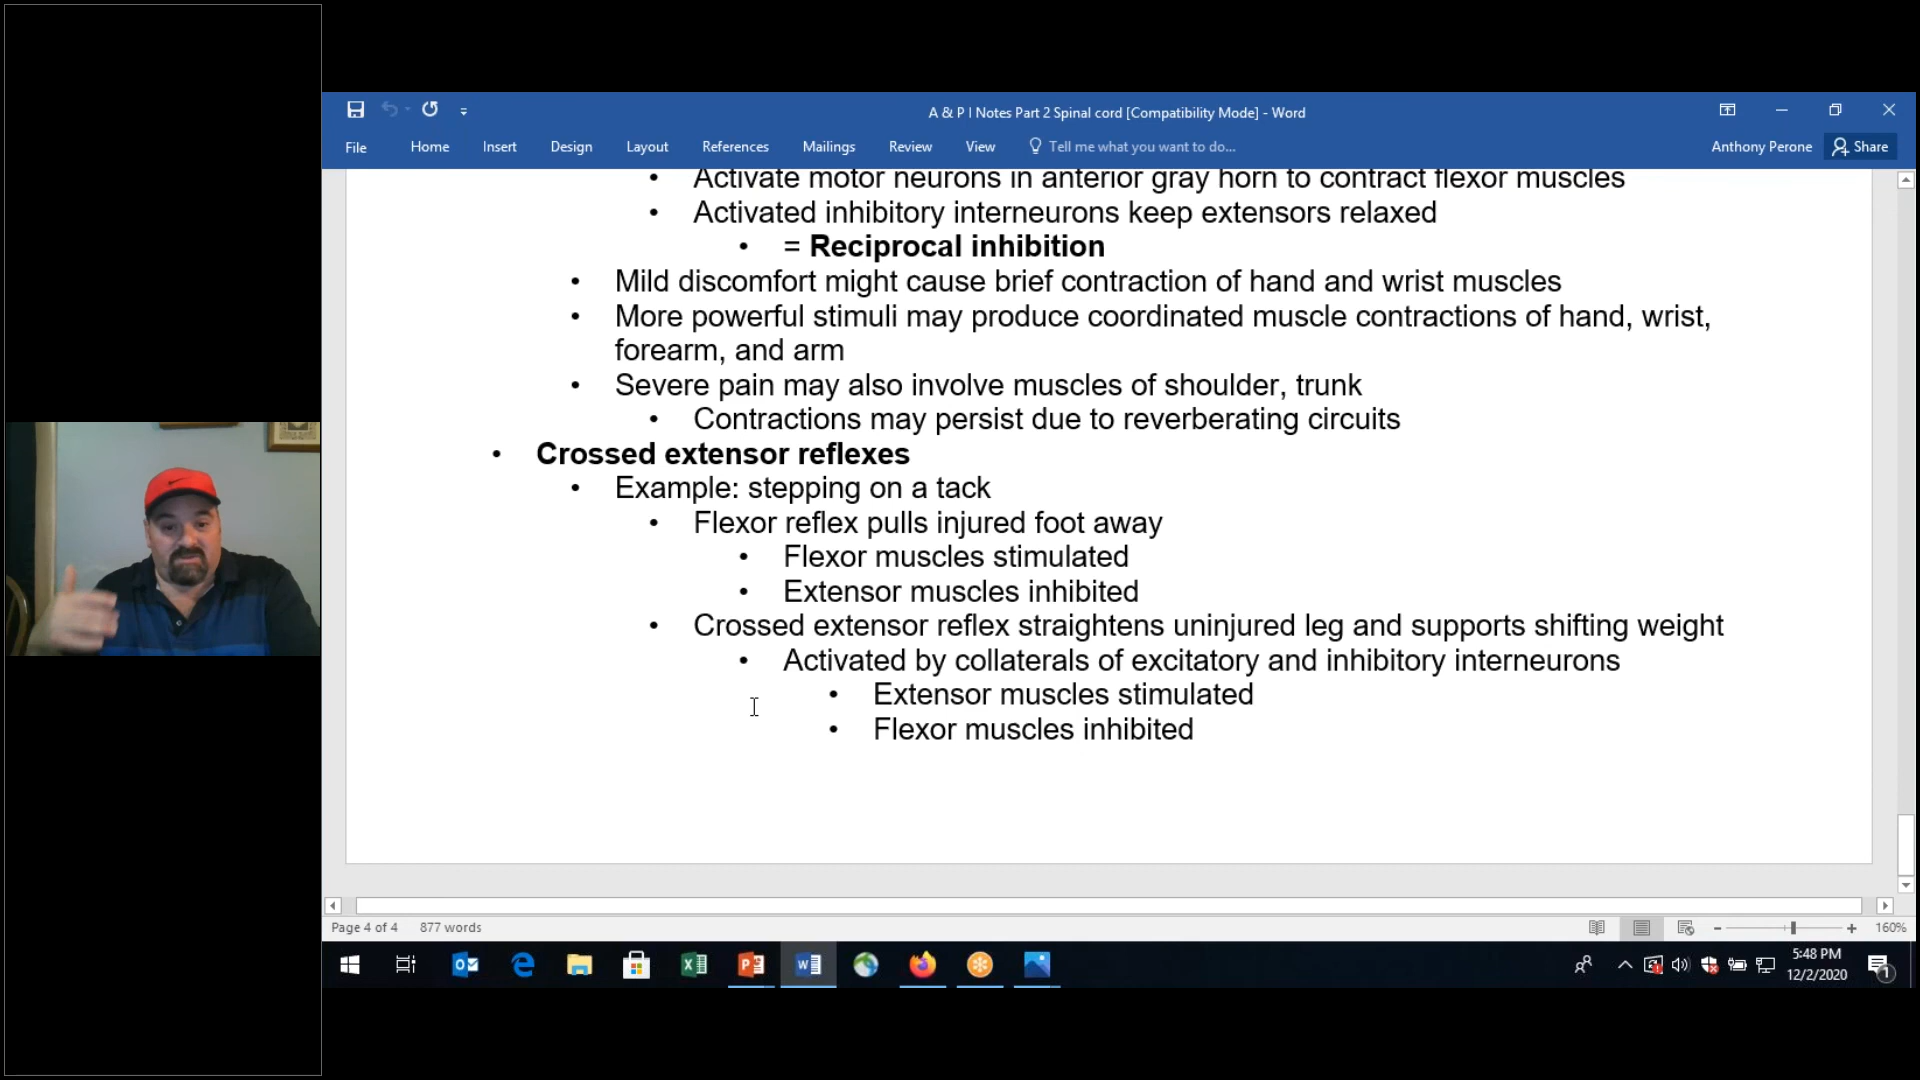 A & P I Notes Part 2 Spinal cord [Compatibility Mode] - Word
File Home Insert Design Layout References Mailings Review View Tell me what you want to do... Anthony Perone Share
• Activate motor neurons in anterior gray horn to contract flexor muscles
• Activated inhibitory interneurons keep extensors relaxed
• = Reciprocal inhibition
• Mild discomfort might cause brief contraction of hand and wrist muscles
• More powerful stimuli may produce coordinated muscle contractions of hand, wrist,
forearm, and arm
• Severe pain may also involve muscles of shoulder, trunk
• Contractions may persist due to reverberating circuits
• Crossed extensor reflexes
• Example: stepping on a tack
• Flexor reflex pulls injured foot away
• Flexor muscles stimulated
• Extensor muscles inhibited
• Crossed extensor reflex straightens uninjured leg and supports shifting weight
• Activated by collaterals of excitatory and inhibitory interneurons
• Extensor muscles stimulated
• Flexor muscles inhibited
Page 4 of 4 877 words 160%
5:48 PM
12/2/2020
1